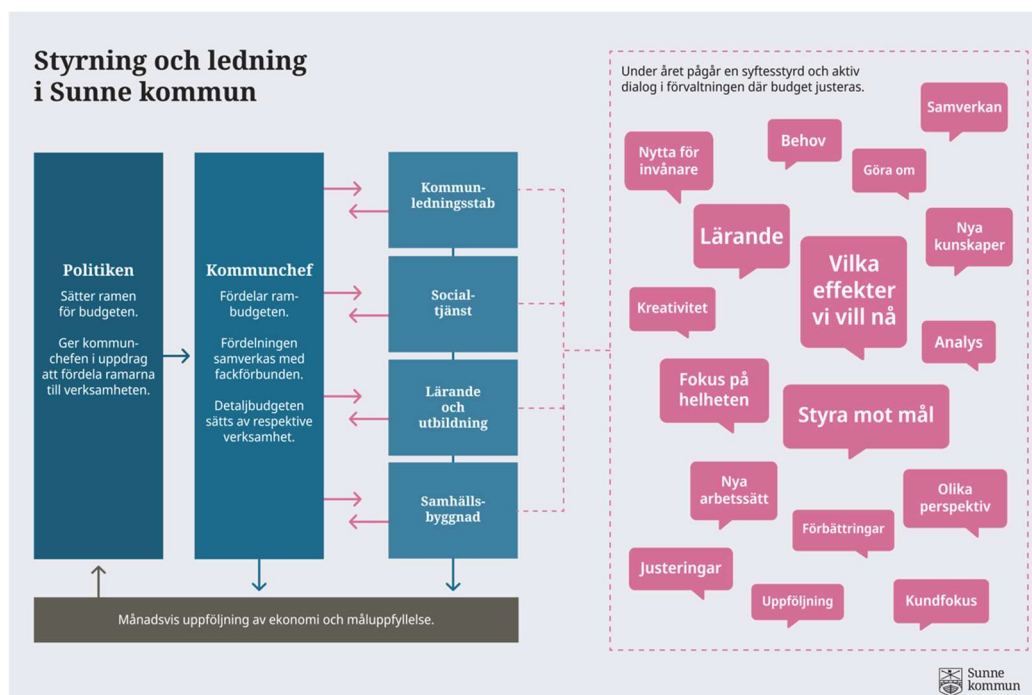 Styrning och ledning
i Sunne kommun
Politiken
Sätter ramen
för budgeten.
Ger kommun-
chefen i uppdrag
att fördela ramarna
till verksamheten.
Kommunchef
Fördelar ram-
budgeten.
Fördelningen
samverkas med
fackförbunden.
Detaljbudgeten
sätts av respektive
verksamhet.
Kommun-
ledningsstab
Social-
tjänst
Lärande
och
utbildning
Samhälls-
byggnad
Månadsvis uppföljning av ekonomi och måluppfyllelse.
Under året pågår en syftesstyrd och aktiv
dialog i förvaltningen där budget justeras.
Samverkan
Behov
Nytta för
invånare
Göra om
Lärande
Nya
kunskaper
Vilka
effekter
vi vill nå
Kreativitet
Analys
Fokus på
helheten
Styra mot mål
Nya
arbetssätt
Olika
perspektiv
Förbättringar
Justeringar
Uppföljning
Kundfokus
Sunne
kommun